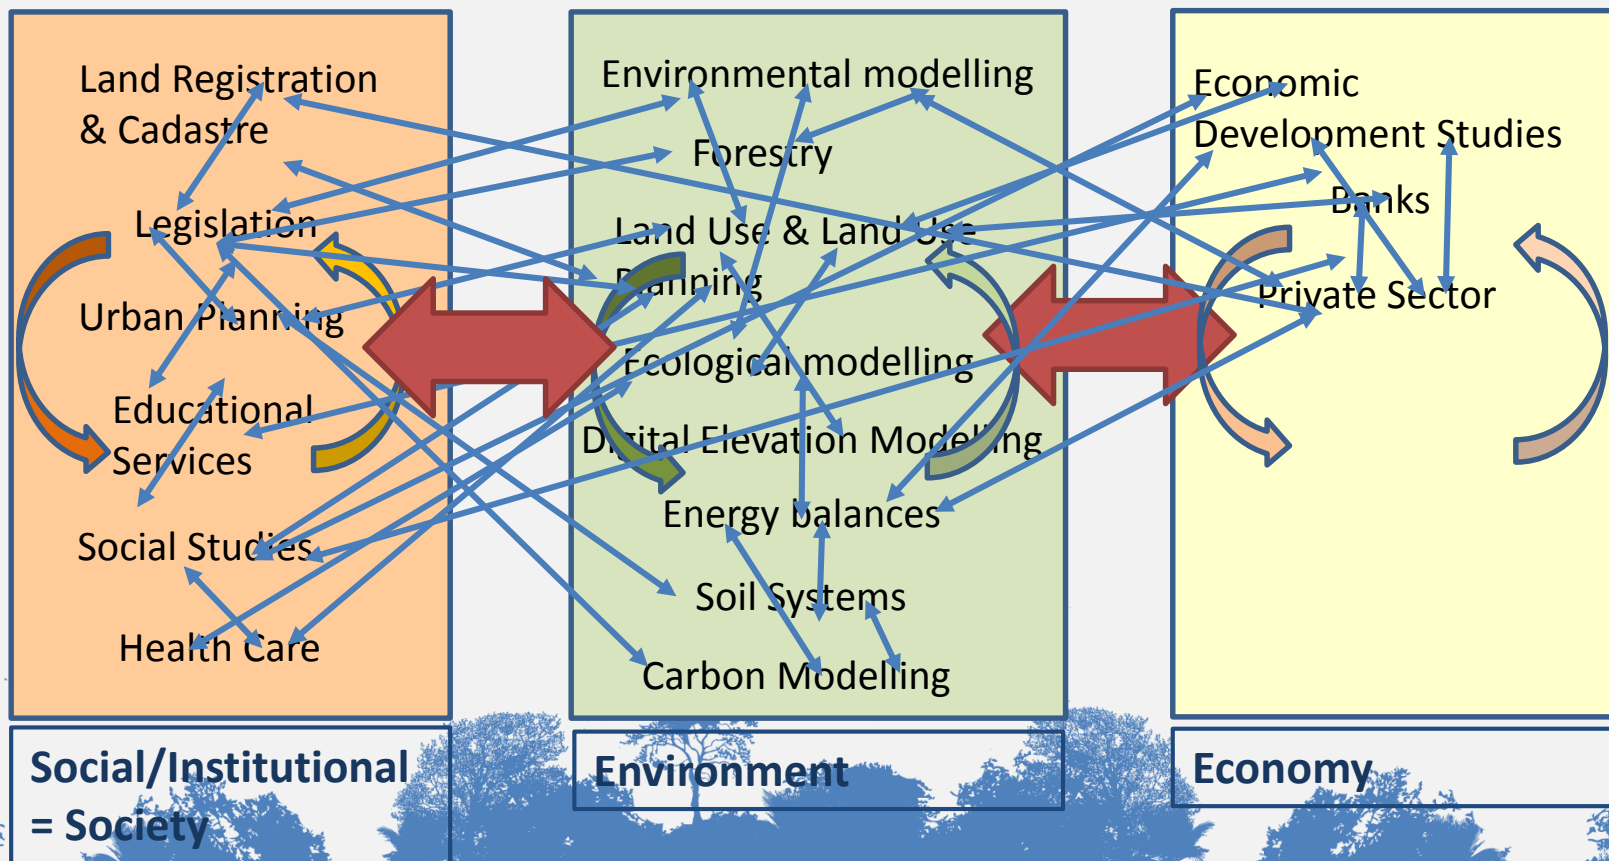 Land Registration
& Cadastre
Legislation
Urban Planning
Educational
Services
Social Studies
Health Care
Social/Institutional
= Society
Environmental modelling
Forestry
Land Use & Land Use
Planning
Ecological modelling
Digital Elevation Modelling
Energy balances
Soil Systems
Carbon Modelling
Environment
Economic
Development Studies
Banks
Private Sector
Economy